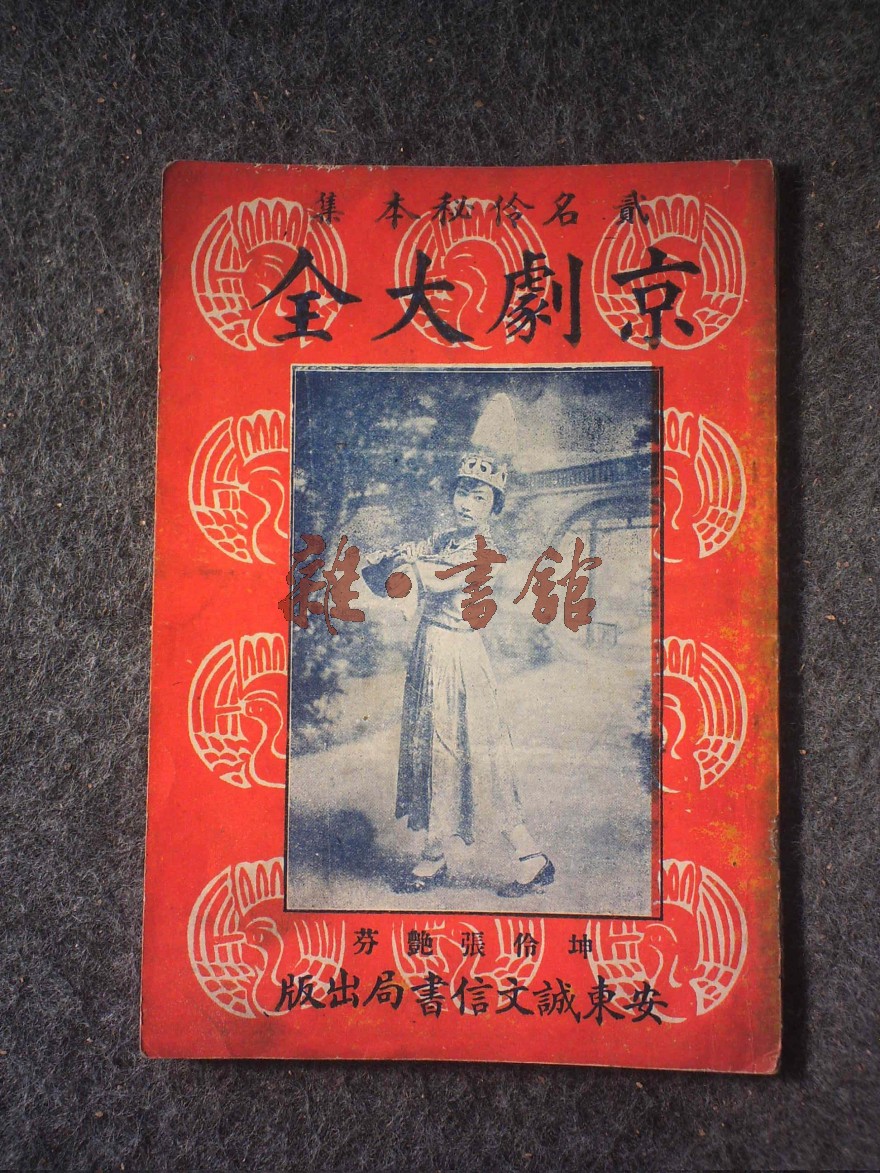 貳名伶秘本集
京劇大全
雜·書館
坤伶張艷芬
安東誠文信書局出版